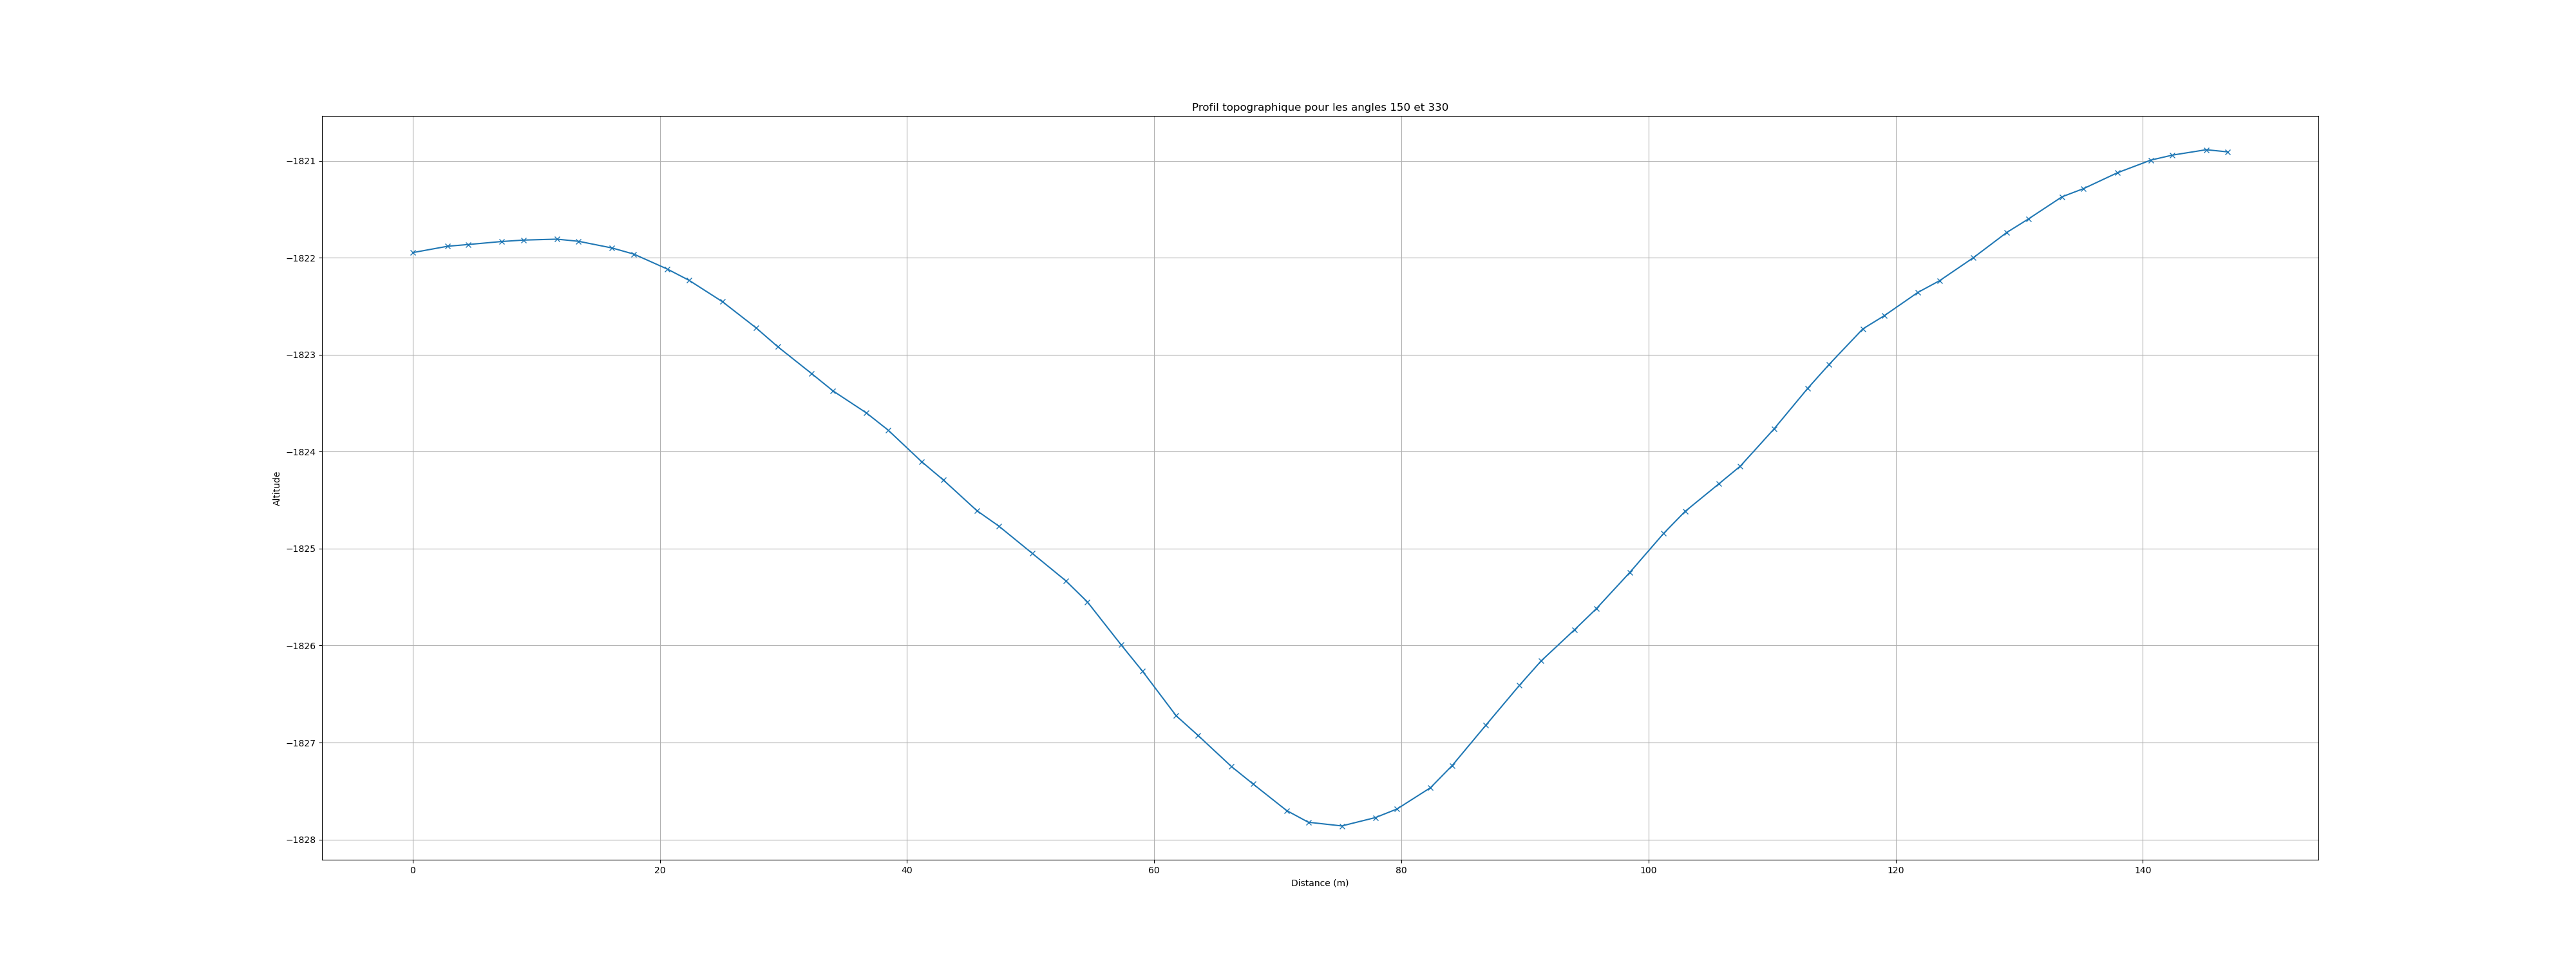 Profil topographique pour les angles 150 et 330
−1821
−1822
−1823
−1824
−1825
−1826
−1827
−1828
Altitude
0 20 40 60 80 100 120 140
Distance (m)